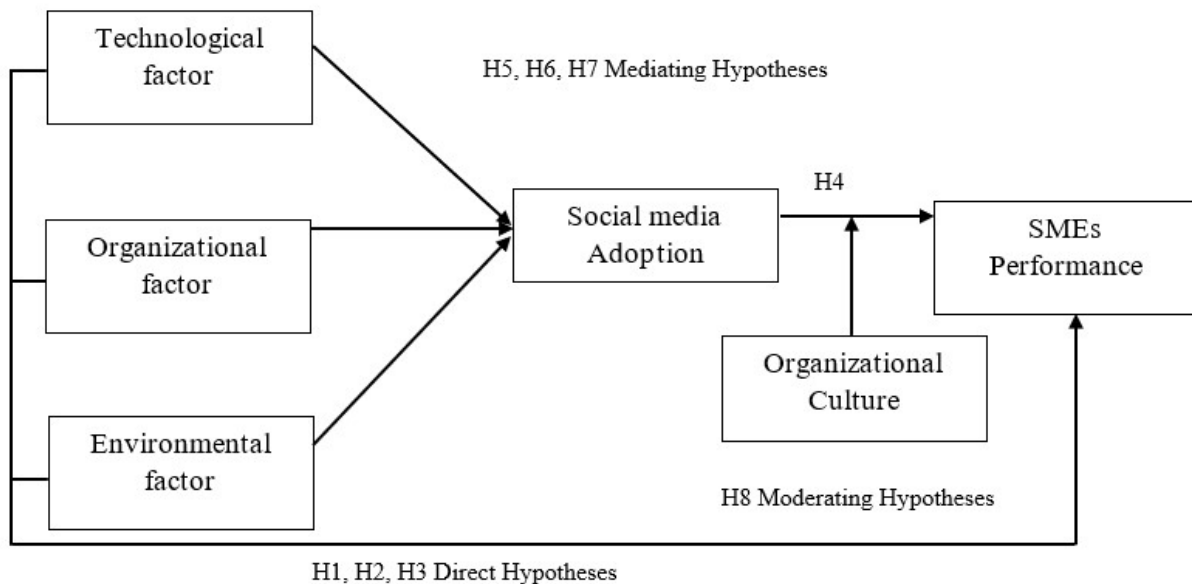 Technological
factor
H5, H6, H7 Mediating Hypotheses
H4
Social media
Adoption
SMEs
Performance
Organizational
factor
Organizational
Culture
Environmental
factor
H8 Moderating Hypotheses
H1, H2, H3 Direct Hypotheses